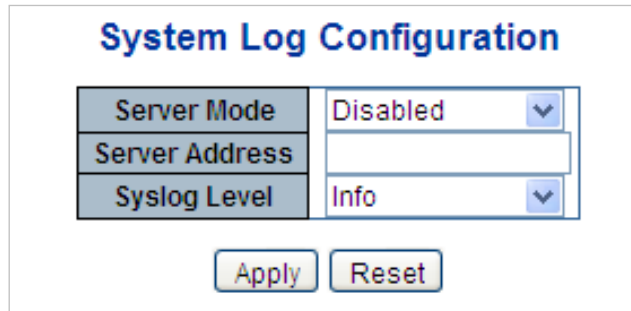 System Log Configuration
Server Mode Disabled
Server Address
Syslog Level Info
Apply Reset